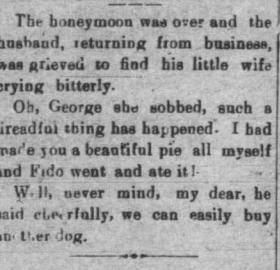 The honeymoon was over and the
husband, returning from business,
was grieved to find his little wife
crying bitterly.
Oh, George she sobbed, such a
dreadful thing has happened. I had
made you a beautiful pie all myself
and Fido went and ate it!
Well, never mind, my dear, he
said cheerfully, we can easily buy
another dog.